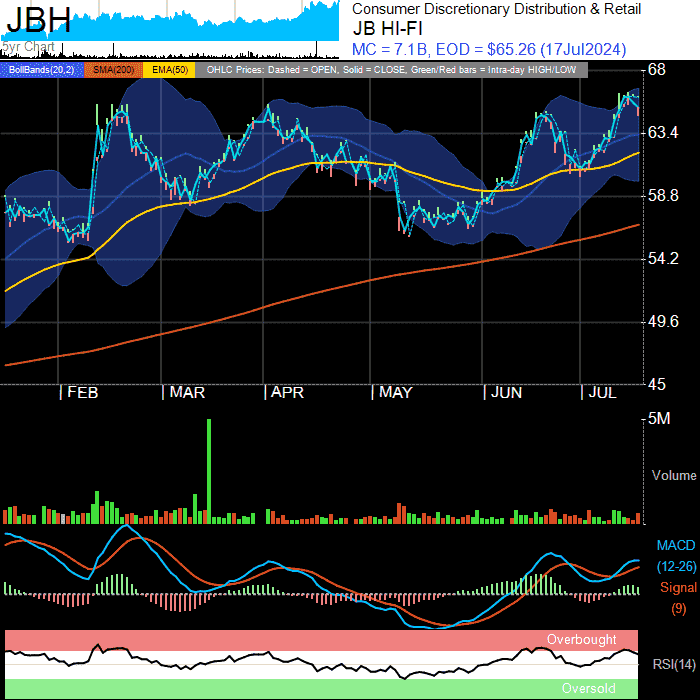 JBH
5yr Chart
Consumer Discretionary Distribution & Retail
JB HI-FI
MC = 7.1B, EOD = $65.26 (17Jul2024)
BollBands(20,2) SMA(200) EMA(50) OHLC Prices: Dashed = OPEN, Solid = CLOSE, Green/Red bars = Intra-day HIGH/LOW
68
63.4
58.8
54.2
49.6
45
FEB MAR APR MAY JUN JUL
5M
Volume
MACD
(12-26)
Signal
(9)
Overbought
RSI(14)
Oversold